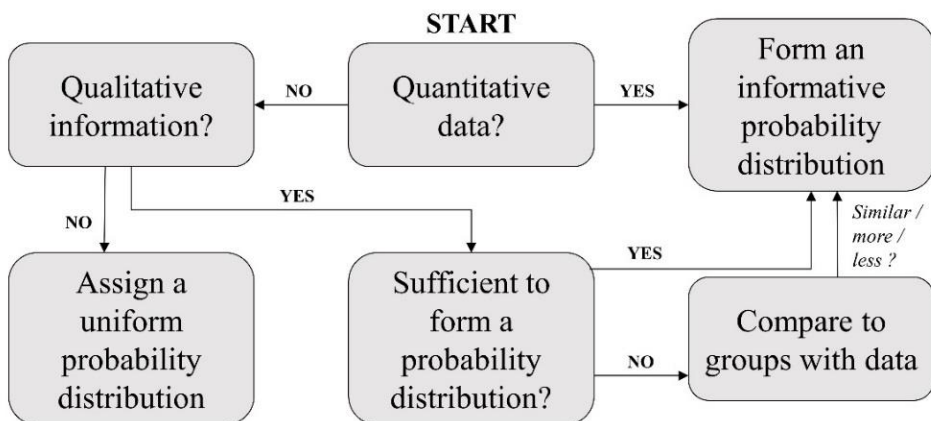 START
Qualitative
information?
NO
Quantitative
data?
YES
Form an
informative
probability
distribution
NO
YES
Similar /
more /
less ?
Assign a
uniform
probability
distribution
Sufficient to
form a
probability
distribution?
YES
NO
Compare to
groups with data